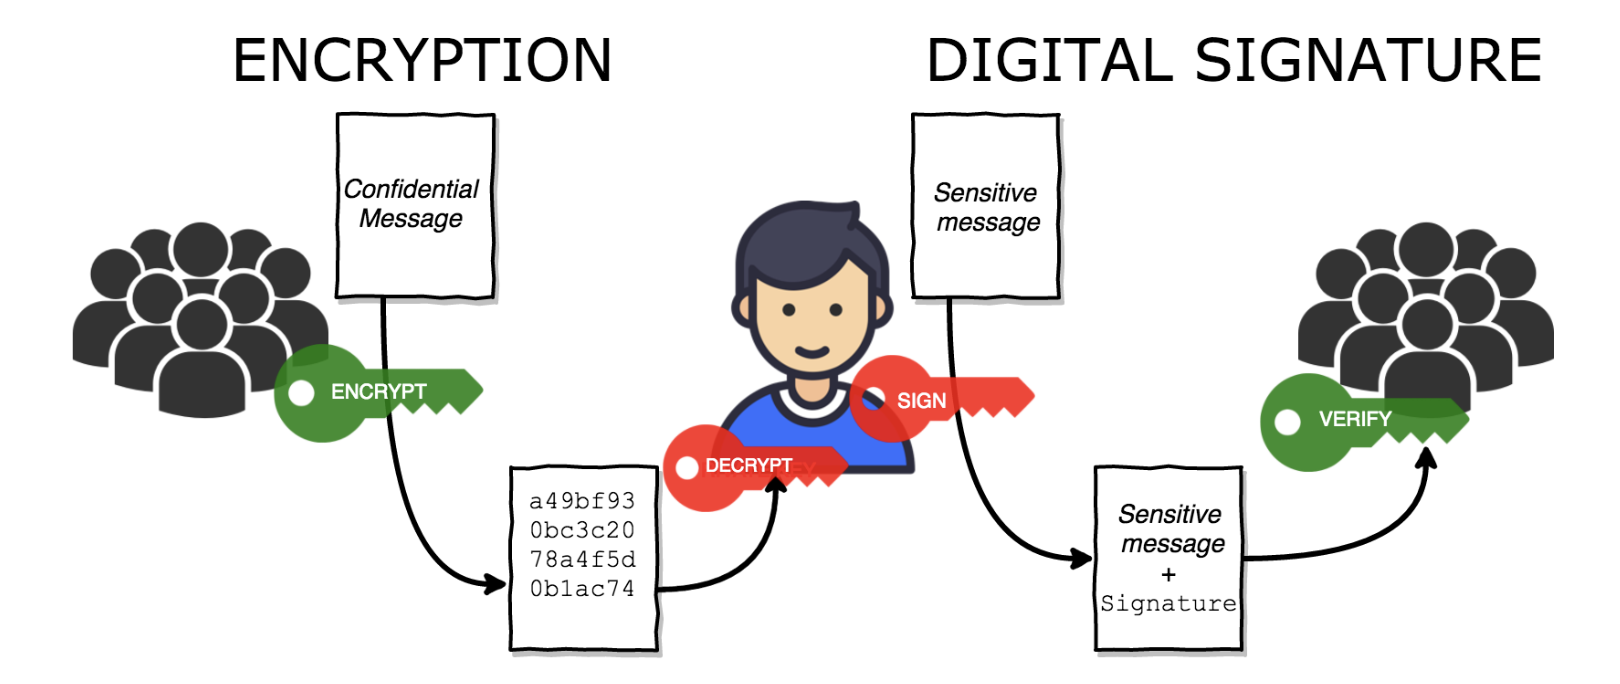 ENCRYPTION
Confidential
Message
ENCRYPT
a49bf93
0bc3c20
78a4f5d
0b1ac74
DECRYPT
DIGITAL SIGNATURE
Sensitive
message
SIGN
Sensitive
message
+
Signature
VERIFY